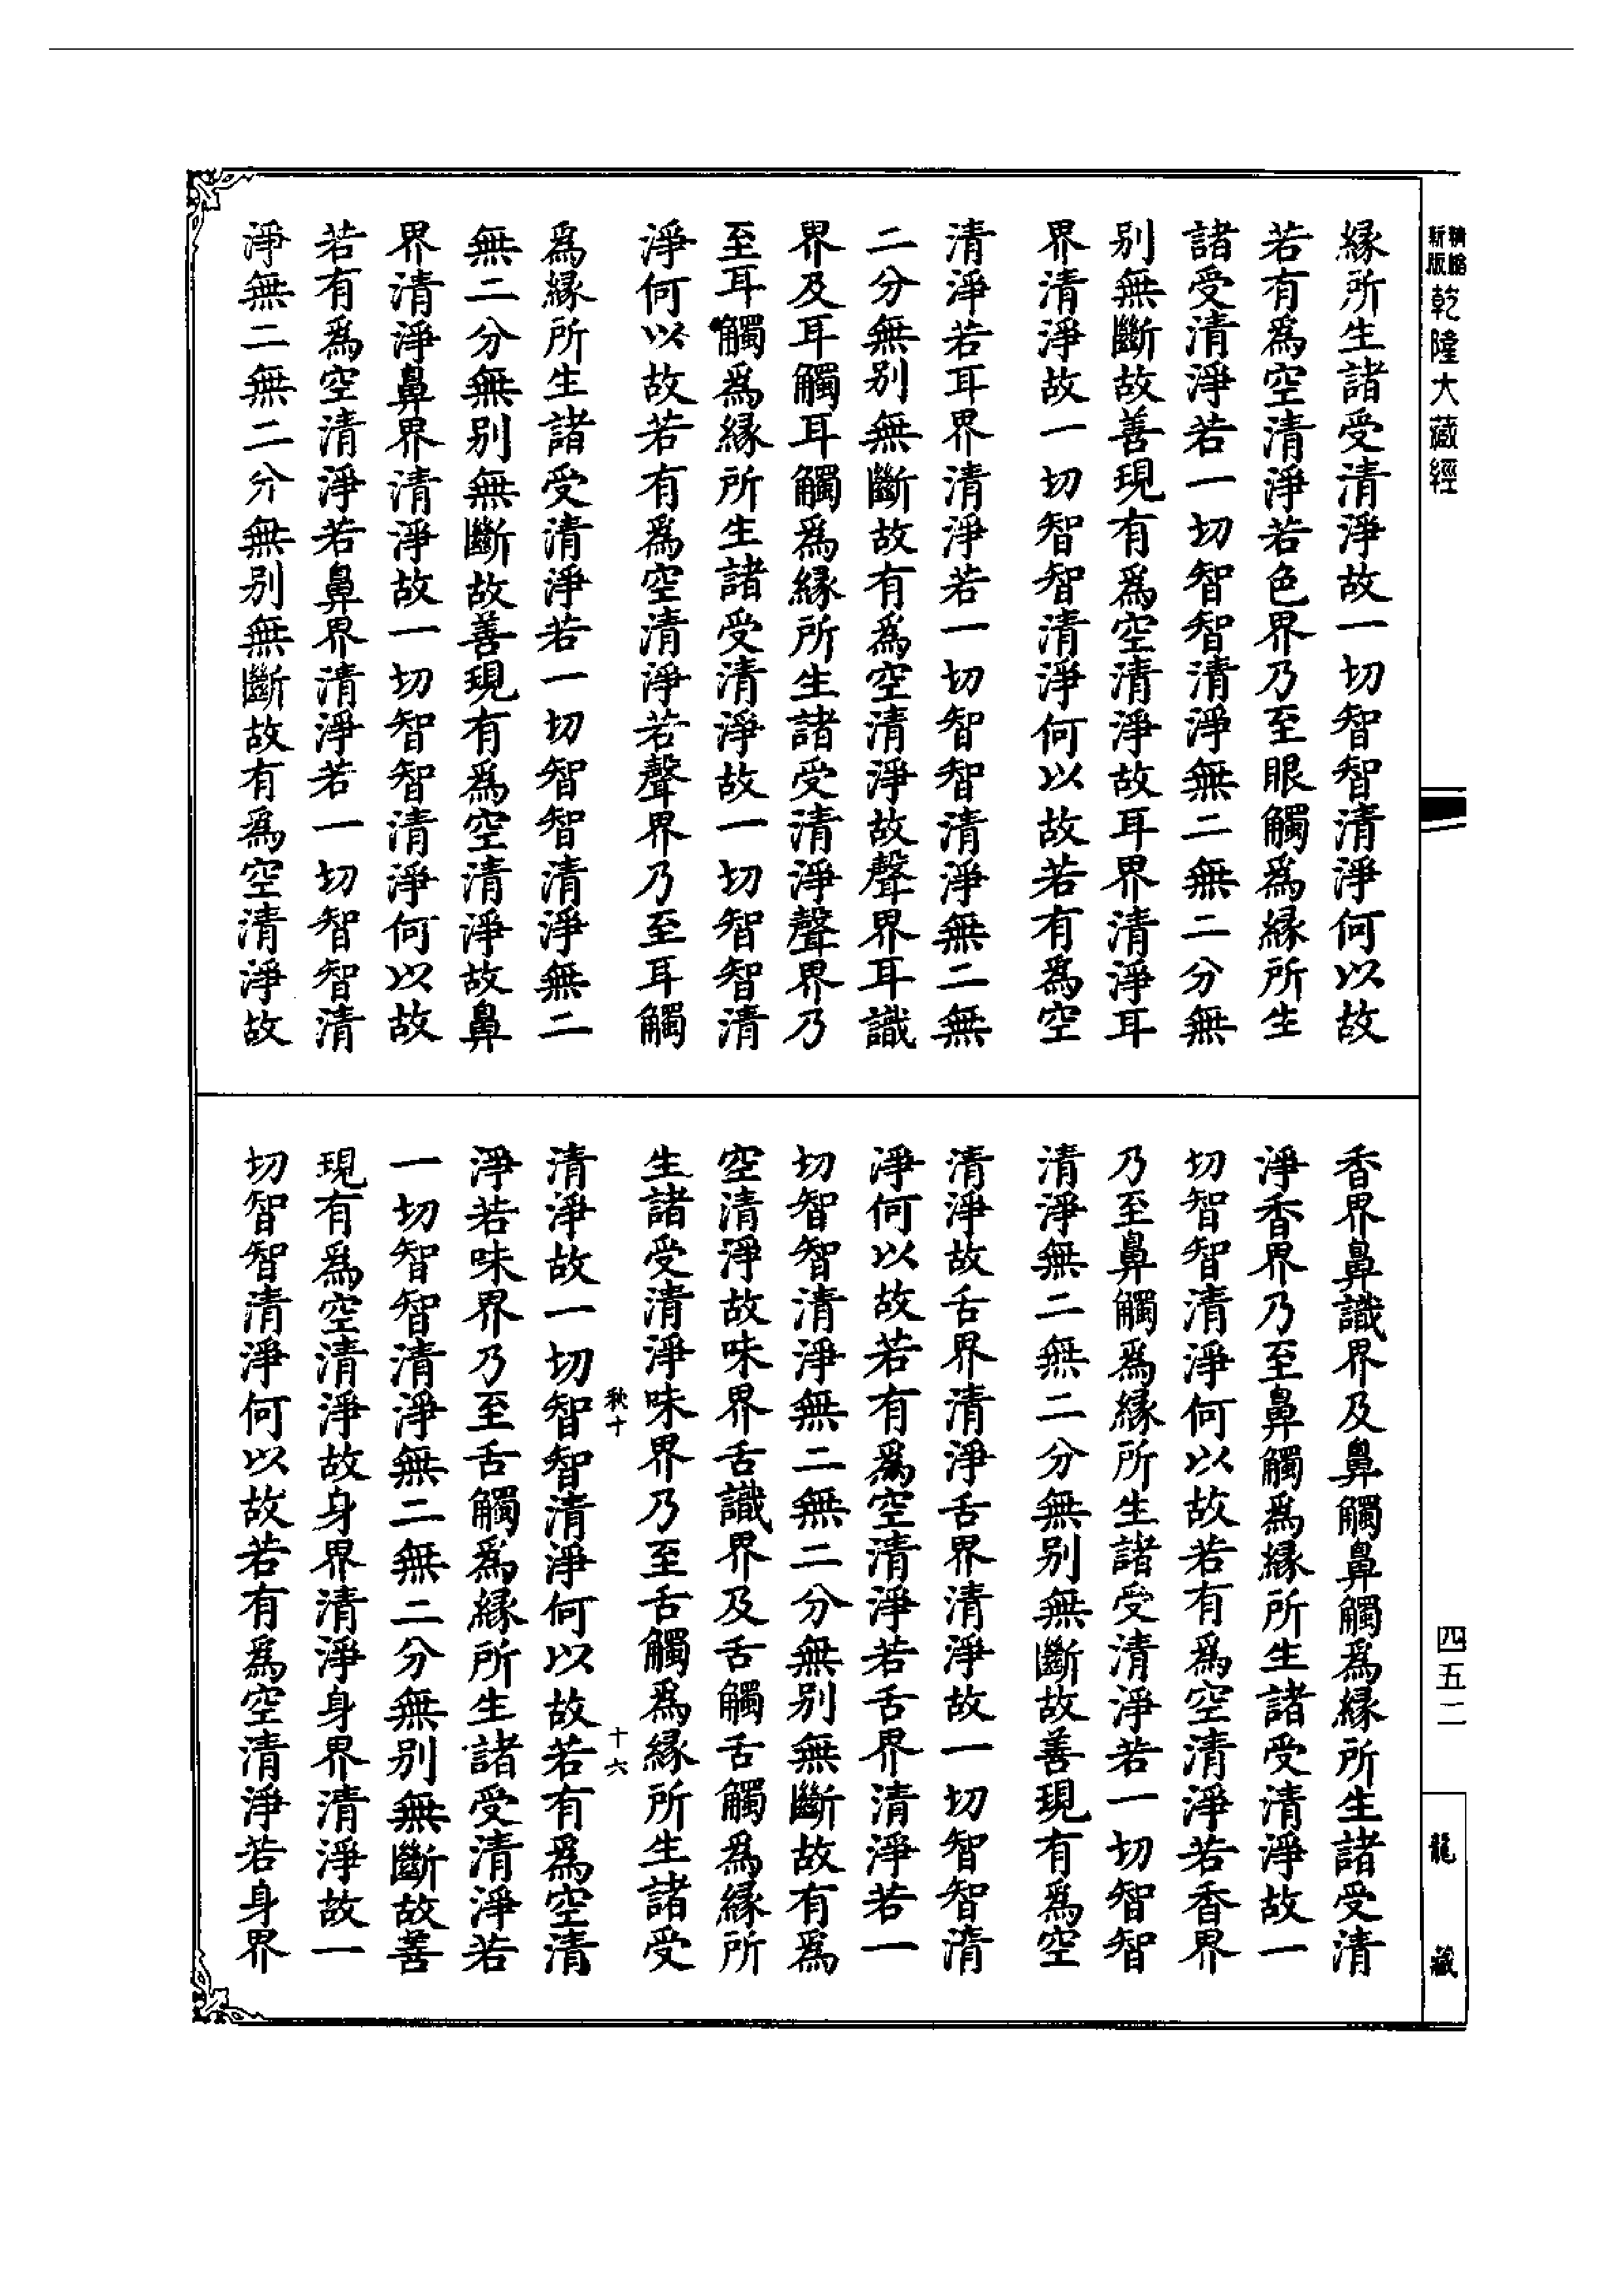 新版
乾隆大藏經
縁所生諸受清淨故一切智智清淨何以故
若有爲空清淨若色界乃至眼觸爲縁所生
諸受清淨若一切智智清淨無二無二分無
别無斷故善現有爲空清淨故耳界清淨耳
界清淨故一切智智清淨何以故若有爲空
清淨若耳界清淨若一切智智清淨無二無
二分無别無斷故有爲空清淨故聲界耳識
界及耳觸耳觸爲縁所生諸受清淨聲界乃
至耳觸爲縁所生諸受清淨故一切智智清
淨何以故若有爲空清淨若聲界乃至耳觸
爲縁所生諸受清淨若一切智智清淨無二
無二分無别無斷故善現有爲空清淨故鼻
界清淨鼻界清淨故一切智智清淨何以故
若有爲空清淨若鼻界清淨若一切智智清
淨無二無二分無别無斷故有爲空清淨故
香界鼻識界及鼻觸鼻觸爲縁所生諸受清
淨香界乃至鼻觸爲縁所生諸受清淨故一
切智智清淨何以故若有爲空清淨若香界
乃至鼻觸爲縁所生諸受清淨若一切智智
清淨無二無二分無别無斷故善現有爲空
清淨故舌界清淨舌界清淨故一切智智清
淨何以故若有爲空清淨若舌界清淨若一
切智智清淨無二無二分無别無斷故有爲
空清淨故味界舌識界及舌觸舌觸爲縁所
生諸受清淨味界乃至舌觸爲縁所生諸受
秋十
十六
清淨故一切智智清淨何以故若有爲空清
淨若味界乃至舌觸爲縁所生諸受清淨若
一切智智清淨無二無二分無别無斷故善
現有爲空清淨故身界清淨身界清淨故一
切智智清淨何以故若有爲空清淨若身界
四五二
龍藏